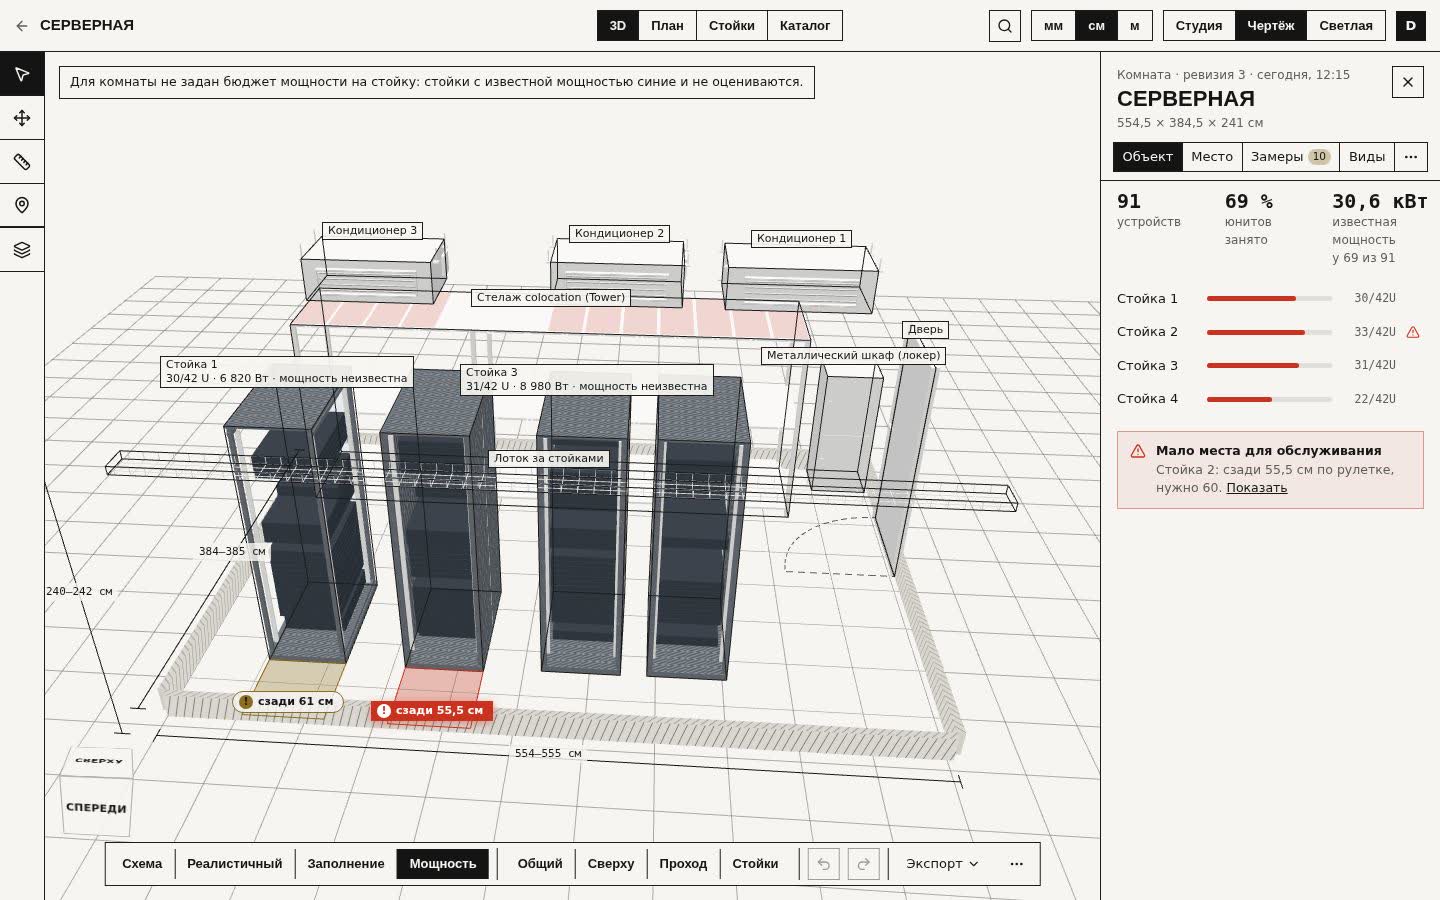 СЕРВЕРНАЯ
3D План Стойки Каталог
мм см м
Студия Чертёж Светлая
D
Для комнаты не задан бюджет мощности на стойку: стойки с известной мощностью синие и не оцениваются.
Кондиционер 3
Кондиционер 2
Кондиционер 1
Стелаж colocation (Tower)
Дверь
Металлический шкаф (локер)
Стойка 1
30/42 U · 6 820 Вт · мощность неизвестна
Стойка 3
31/42 U · 8 980 Вт · мощность неизвестна
Лоток за стойками
384–385 см
240–242 см
! сзади 61 см
! сзади 55,5 см
554–555 см
СВЕРХУ
СПЕРЕДИ
Схема Реалистичный Заполнение Мощность Общий Сверху Проход Стойки Экспорт
Комната · ревизия 3 · сегодня, 12:15
СЕРВЕРНАЯ
554,5 × 384,5 × 241 см
Объект Место Замеры 10 Виды
91
устройств
69 %
юнитов
занято
30,6 кВт
известная
мощность
у 69 из 91
Стойка 1 30/42U
Стойка 2 33/42U
Стойка 3 31/42U
Стойка 4 22/42U
Мало места для обслуживания
Стойка 2: сзади 55,5 см по рулетке,
нужно 60. Показать